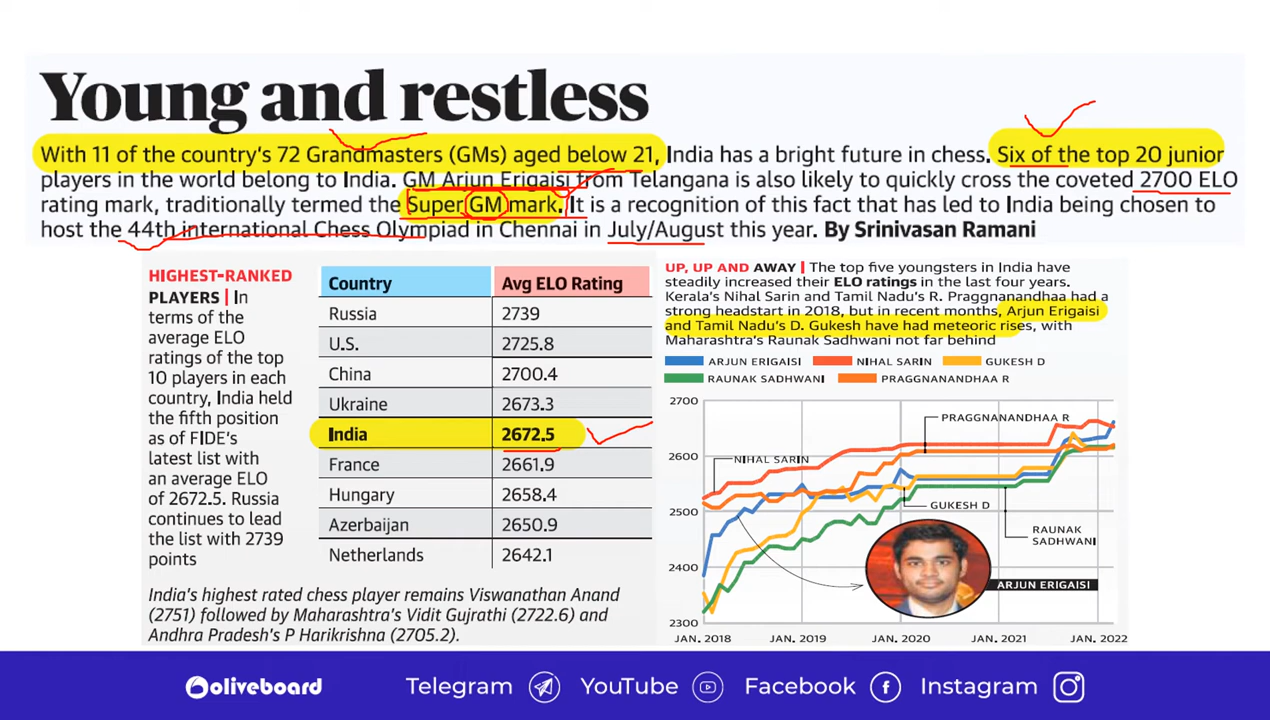 Young and restless
With 11 of the country's 72 Grandmasters (GMs) aged below 21, India has a bright future in chess. Six of the top 20 junior
players in the world belong to India. GM Arjun Erigaisi from Telangana is also likely to quickly cross the coveted 2700 ELO
rating mark, traditionally termed the Super GM mark. It is a recognition of this fact that has led to India being chosen to
host the 44th international Chess Olympiad in Chennai in July/August this year. By Srinivasan Ramani
HIGHEST-RANKED
PLAYERS | In
terms of the
average ELO
ratings of the top
10 players in each
country, India held
the fifth position
as of FIDE's
latest list with
an average ELO
of 2672.5. Russia
continues to lead
the list with 2739
points
Country Avg ELO Rating
Russia 2739
U.S. 2725.8
China 2700.4
Ukraine 2673.3
India 2672.5
France 2661.9
Hungary 2658.4
Azerbaijan 2650.9
Netherlands 2642.1
India's highest rated chess player remains Viswanathan Anand
(2751) followed by Maharashtra's Vidit Gujrathi (2722.6) and
Andhra Pradesh's P Harikrishna (2705.2).
UP, UP AND AWAY | The top five youngsters in India have
steadily increased their ELO ratings in the last four years.
Kerala's Nihal Sarin and Tamil Nadu's R. Praggnanandhaa had a
strong headstart in 2018, but in recent months, Arjun Erigaisi
and Tamil Nadu's D. Gukesh have had meteoric rises, with
Maharashtra's Raunak Sadhwani not far behind
ARJUN ERIGAISI NIHAL SARIN GUKESH D
RAUNAK SADHWANI PRAGGNANANDHAA R
2700
2600
2500
2400
2300
PRAGGNANANDHAA R
NIHAL SARIN
GUKESH D
RAUNAK
SADHWANI
ARJUN ERIGAISI
JAN. 2018 JAN. 2019 JAN. 2020 JAN. 2021 JAN. 2022
oliveboard Telegram YouTube Facebook Instagram